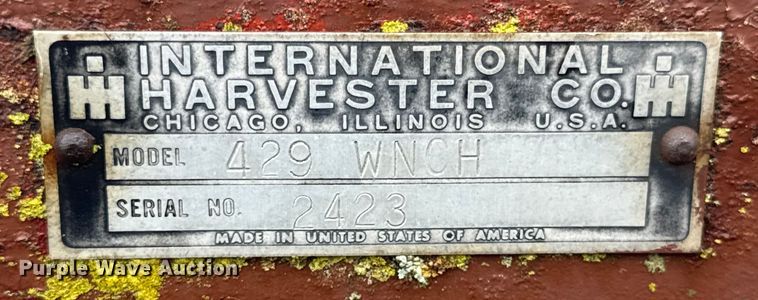 INTERNATIONAL
HARVESTER CO.
CHICAGO, ILLINOIS U.S.A.
MODEL 429 WNCH
SERIAL NO. 2423
MADE IN UNITED STATES OF AMERICA
Purple Wave Auction